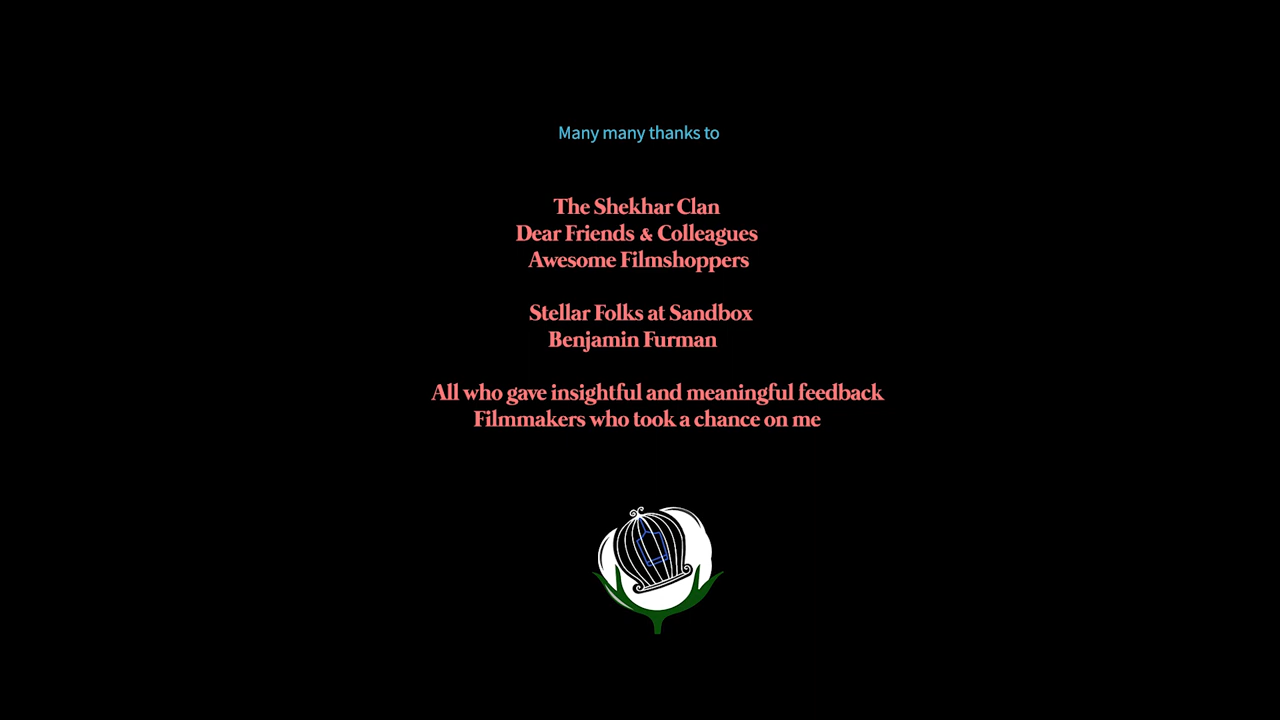 Many many thanks to
The Shekhar Clan
Dear Friends & Colleagues
Awesome Filmshoppers
Stellar Folks at Sandbox
Benjamin Furman
All who gave insightful and meaningful feedback
Filmmakers who took a chance on me